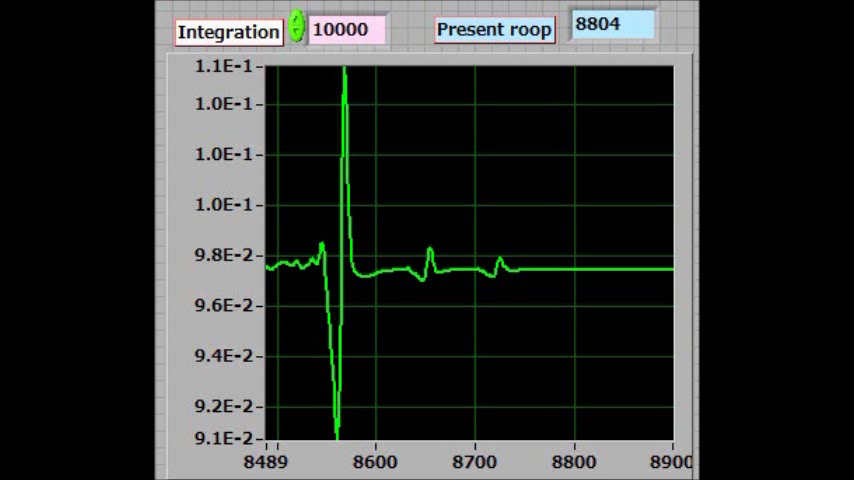 Integration 10000 Present roop 8804
1.1E-1
1.0E-1
1.0E-1
1.0E-1
9.8E-2
9.6E-2
9.4E-2
9.2E-2
9.1E-2
8489 8600 8700 8800 8900